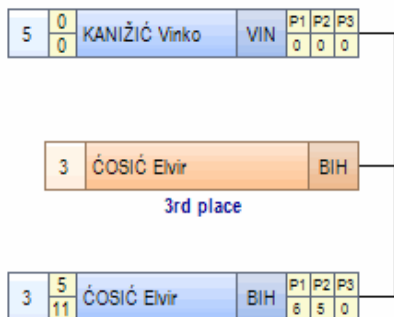 5 0 0 KANIŽIĆ Vinko VIN P1 P2 P3 0 0 0
3 ĆOSIĆ Elvir BIH
3rd place
3 5 11 ĆOSIĆ Elvir BIH P1 P2 P3 6 5 0